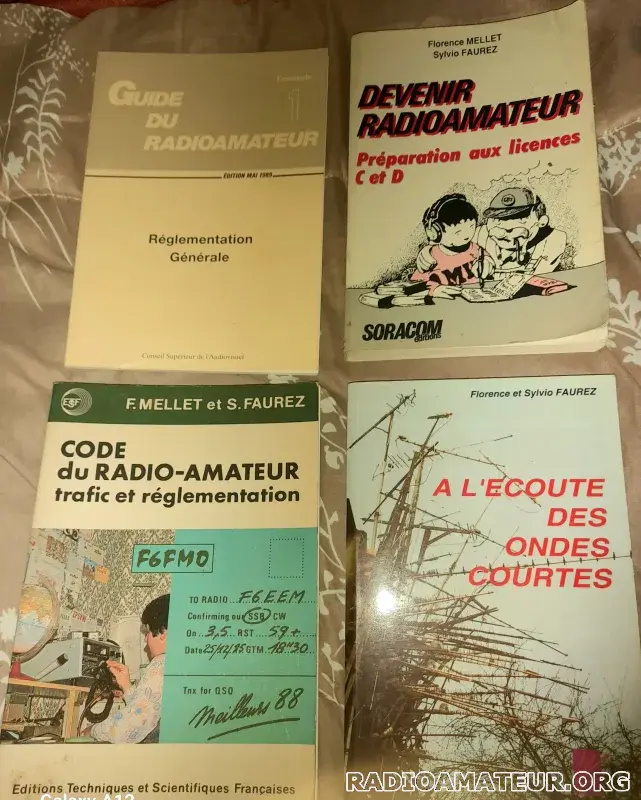 Fascicule
1
GUIDE
DU
RADIOAMATEUR
ÉDITION MAI 1989
Réglementation
Générale
Conseil Supérieur de l'Audiovisuel
Florence MELLET
Sylvio FAUREZ
DEVENIR
RADIOAMATEUR
Préparation aux licences
C et D
SORACOM
éditions
F. MELLET et S. FAUREZ
CODE
du RADIO-AMATEUR
trafic et réglementation
F6FMO
TO RADIO F6EEM
Confirming our SSB CW
On 3,5 RST 59+
Date 25/12/85 GTM 18H30
Tnx for QSO
Meilleurs 88
Editions Techniques et Scientifiques Françaises
Florence et Sylvio FAUREZ
A L'ECOUTE
DES
ONDES
COURTES
Galaxy A12
RADIOAMATEUR.ORG